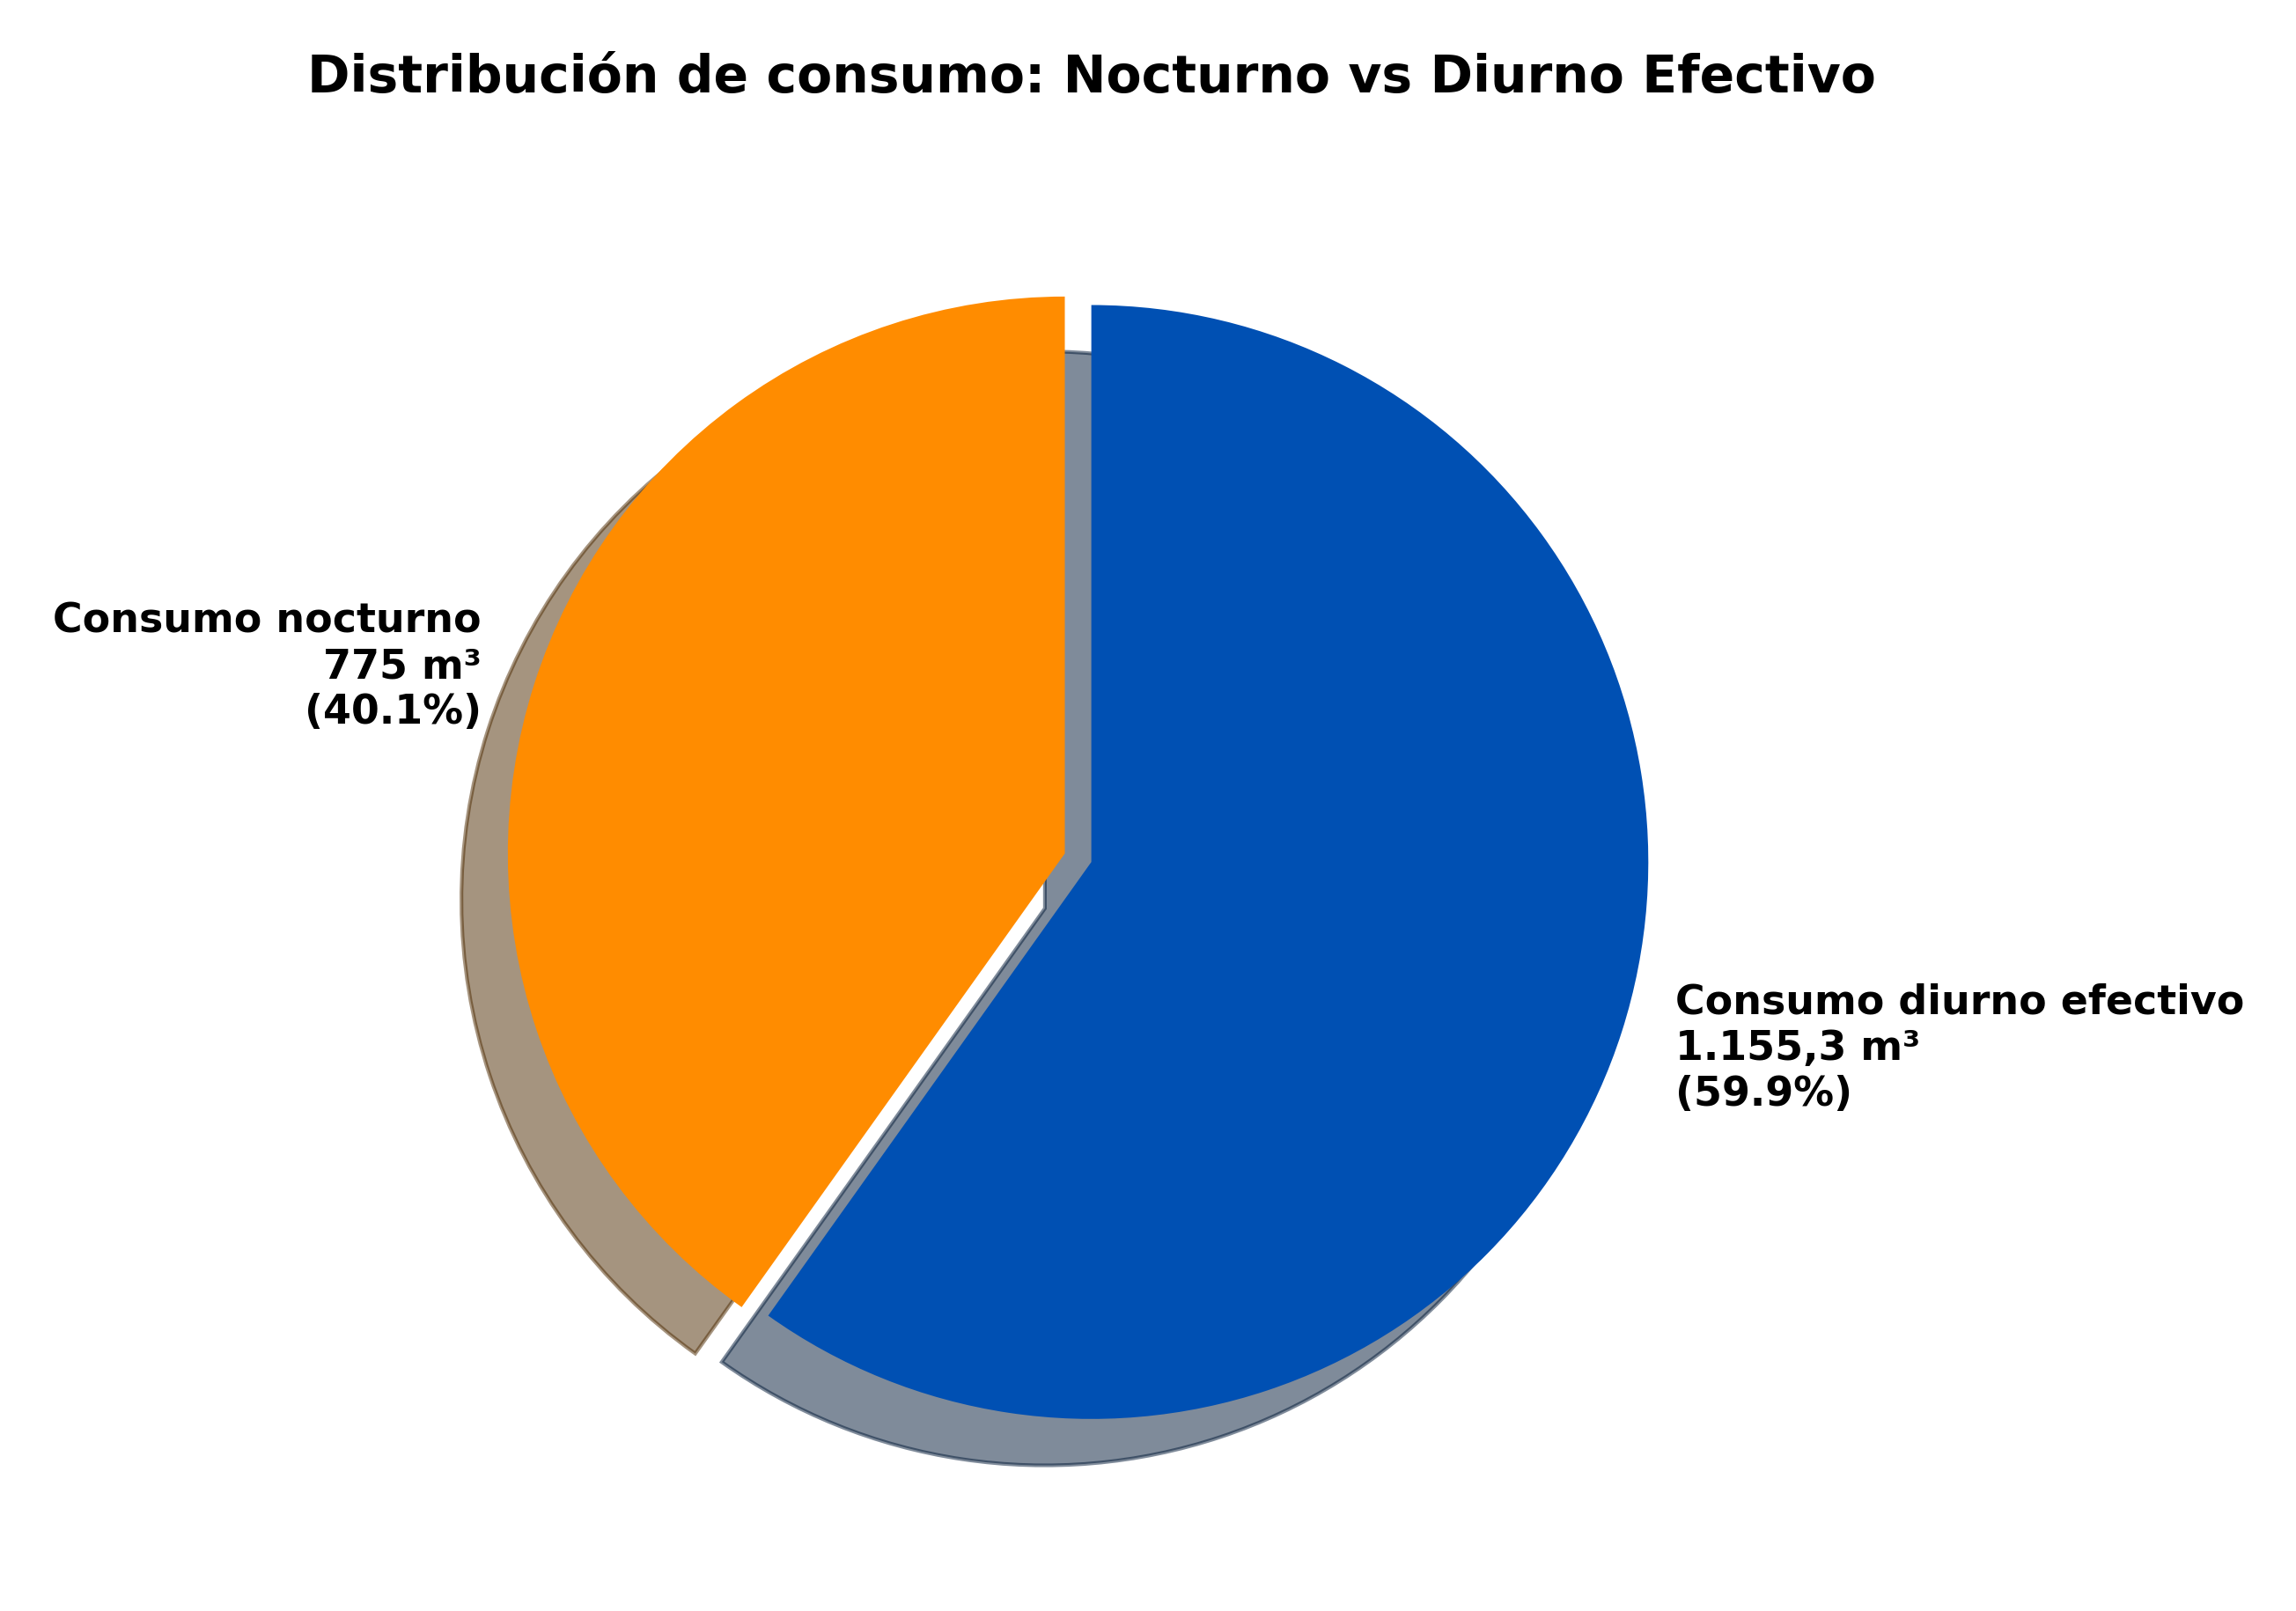 Distribución de consumo: Nocturno vs Diurno Efectivo
Consumo nocturno
775 m³
(40.1%)
Consumo diurno efectivo
1.155,3 m³
(59.9%)